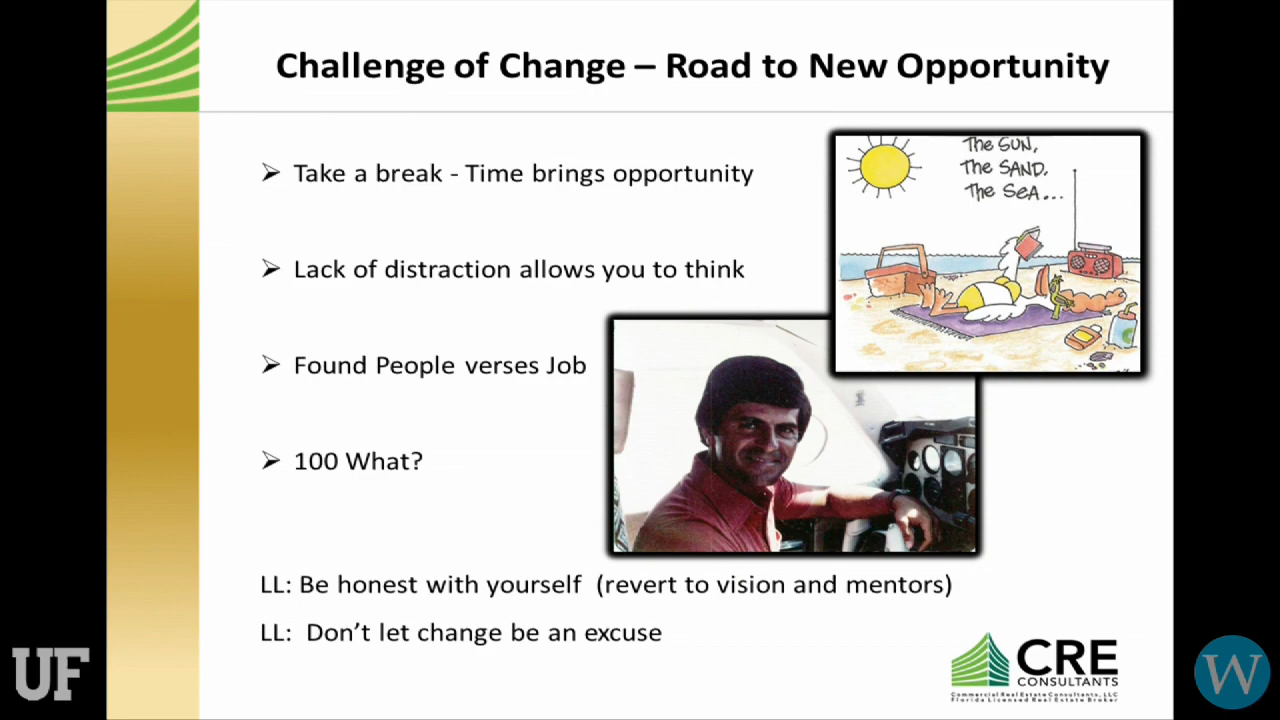 Challenge of Change – Road to New Opportunity
➢ Take a break - Time brings opportunity
The SUN,
The SAND,
The SeA...
➢ Lack of distraction allows you to think
➢ Found People verses Job
➢ 100 What?
LL: Be honest with yourself (revert to vision and mentors)
LL: Don't let change be an excuse
CRE
CONSULTANTS
Commercial Real Estate Consultants, LLC
Florida Licensed Real Estate Broker
UF
W